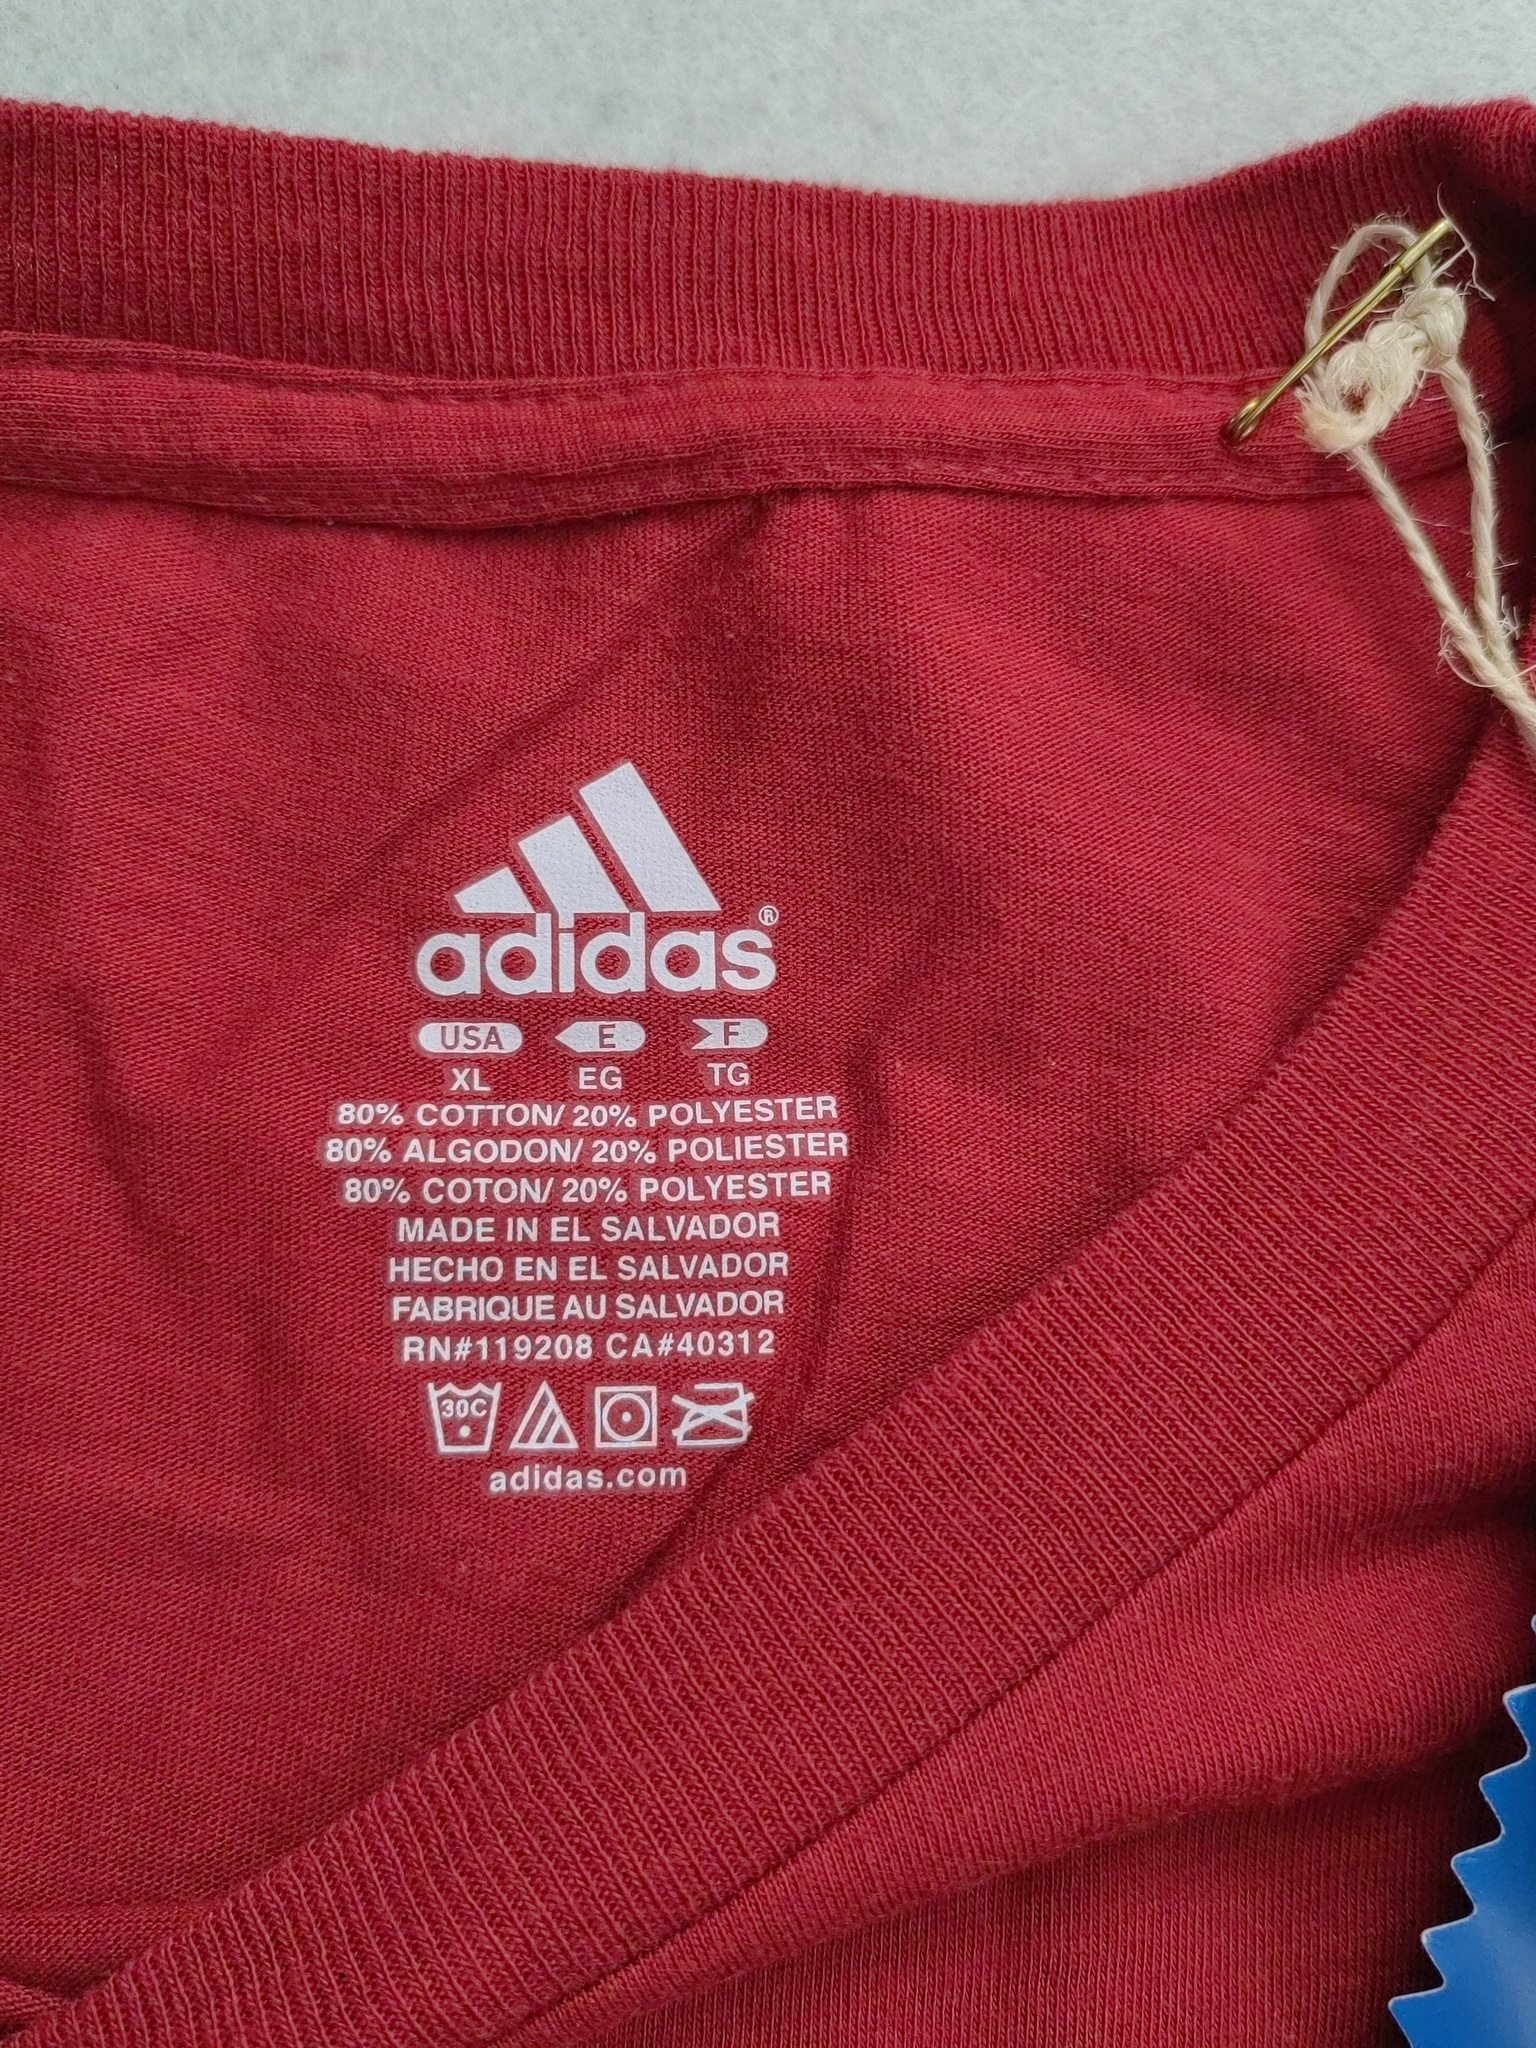 adidas®
USA E F
XL EG TG
80% COTTON/ 20% POLYESTER
80% ALGODON/ 20% POLIESTER
80% COTON/ 20% POLYESTER
MADE IN EL SALVADOR
HECHO EN EL SALVADOR
FABRIQUE AU SALVADOR
RN#119208 CA#40312
30C
adidas.com